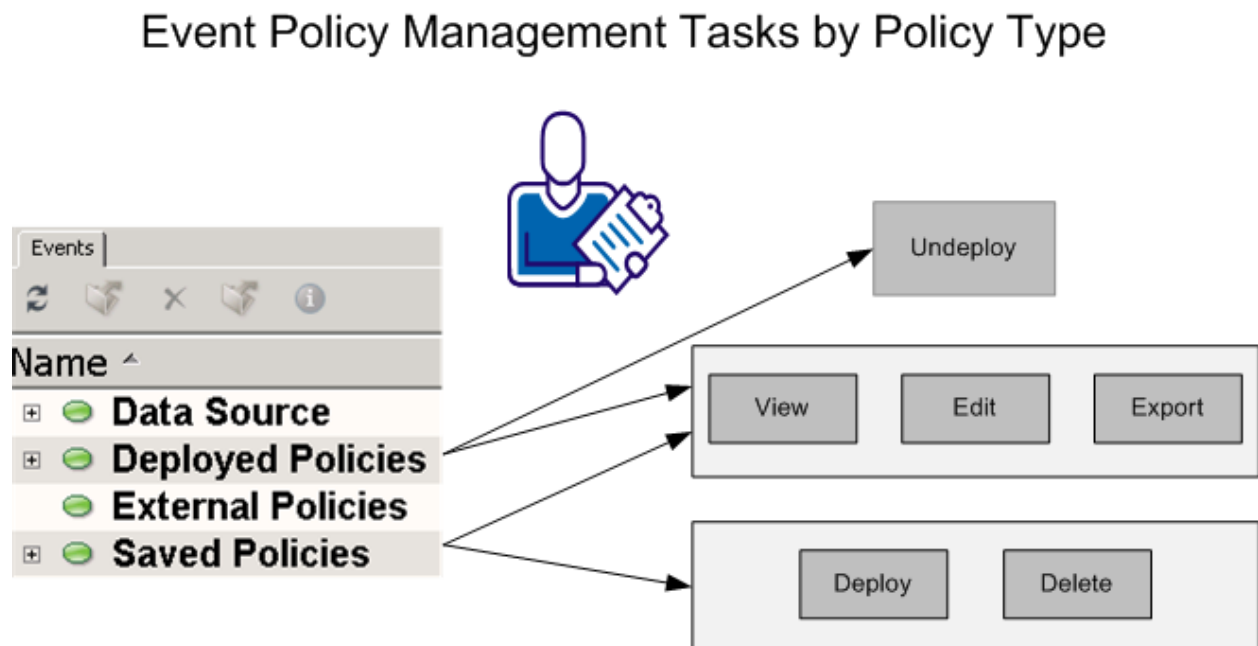 Event Policy Management Tasks by Policy Type
Events
Name
Data Source
Deployed Policies
External Policies
Saved Policies
Undeploy
View Edit Export
Deploy Delete